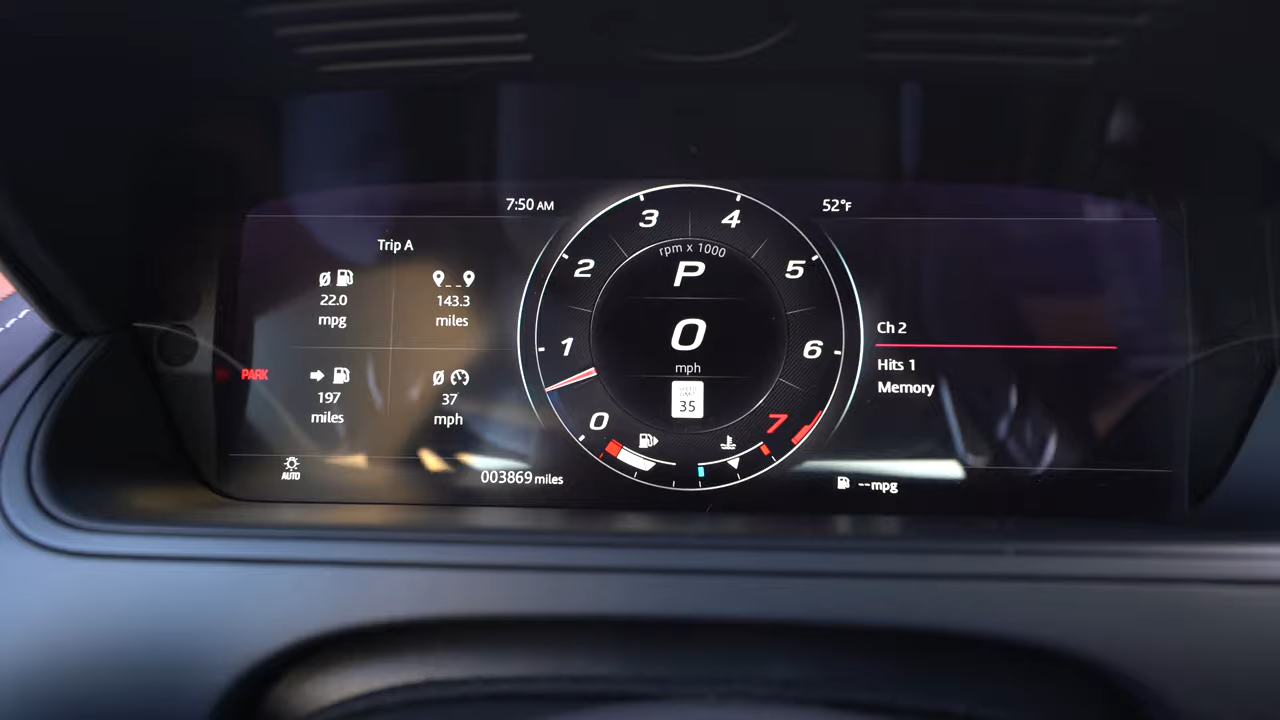 7:50 AM
52°F
Trip A
22.0
mpg
143.3
miles
PARK
197
miles
37
mph
AUTO
003869 miles
rpm x 1000
0
1
2
3
4
5
6
7
P
0
mph
SPEED
LIMIT
35
Ch 2
Hits 1
Memory
--mpg